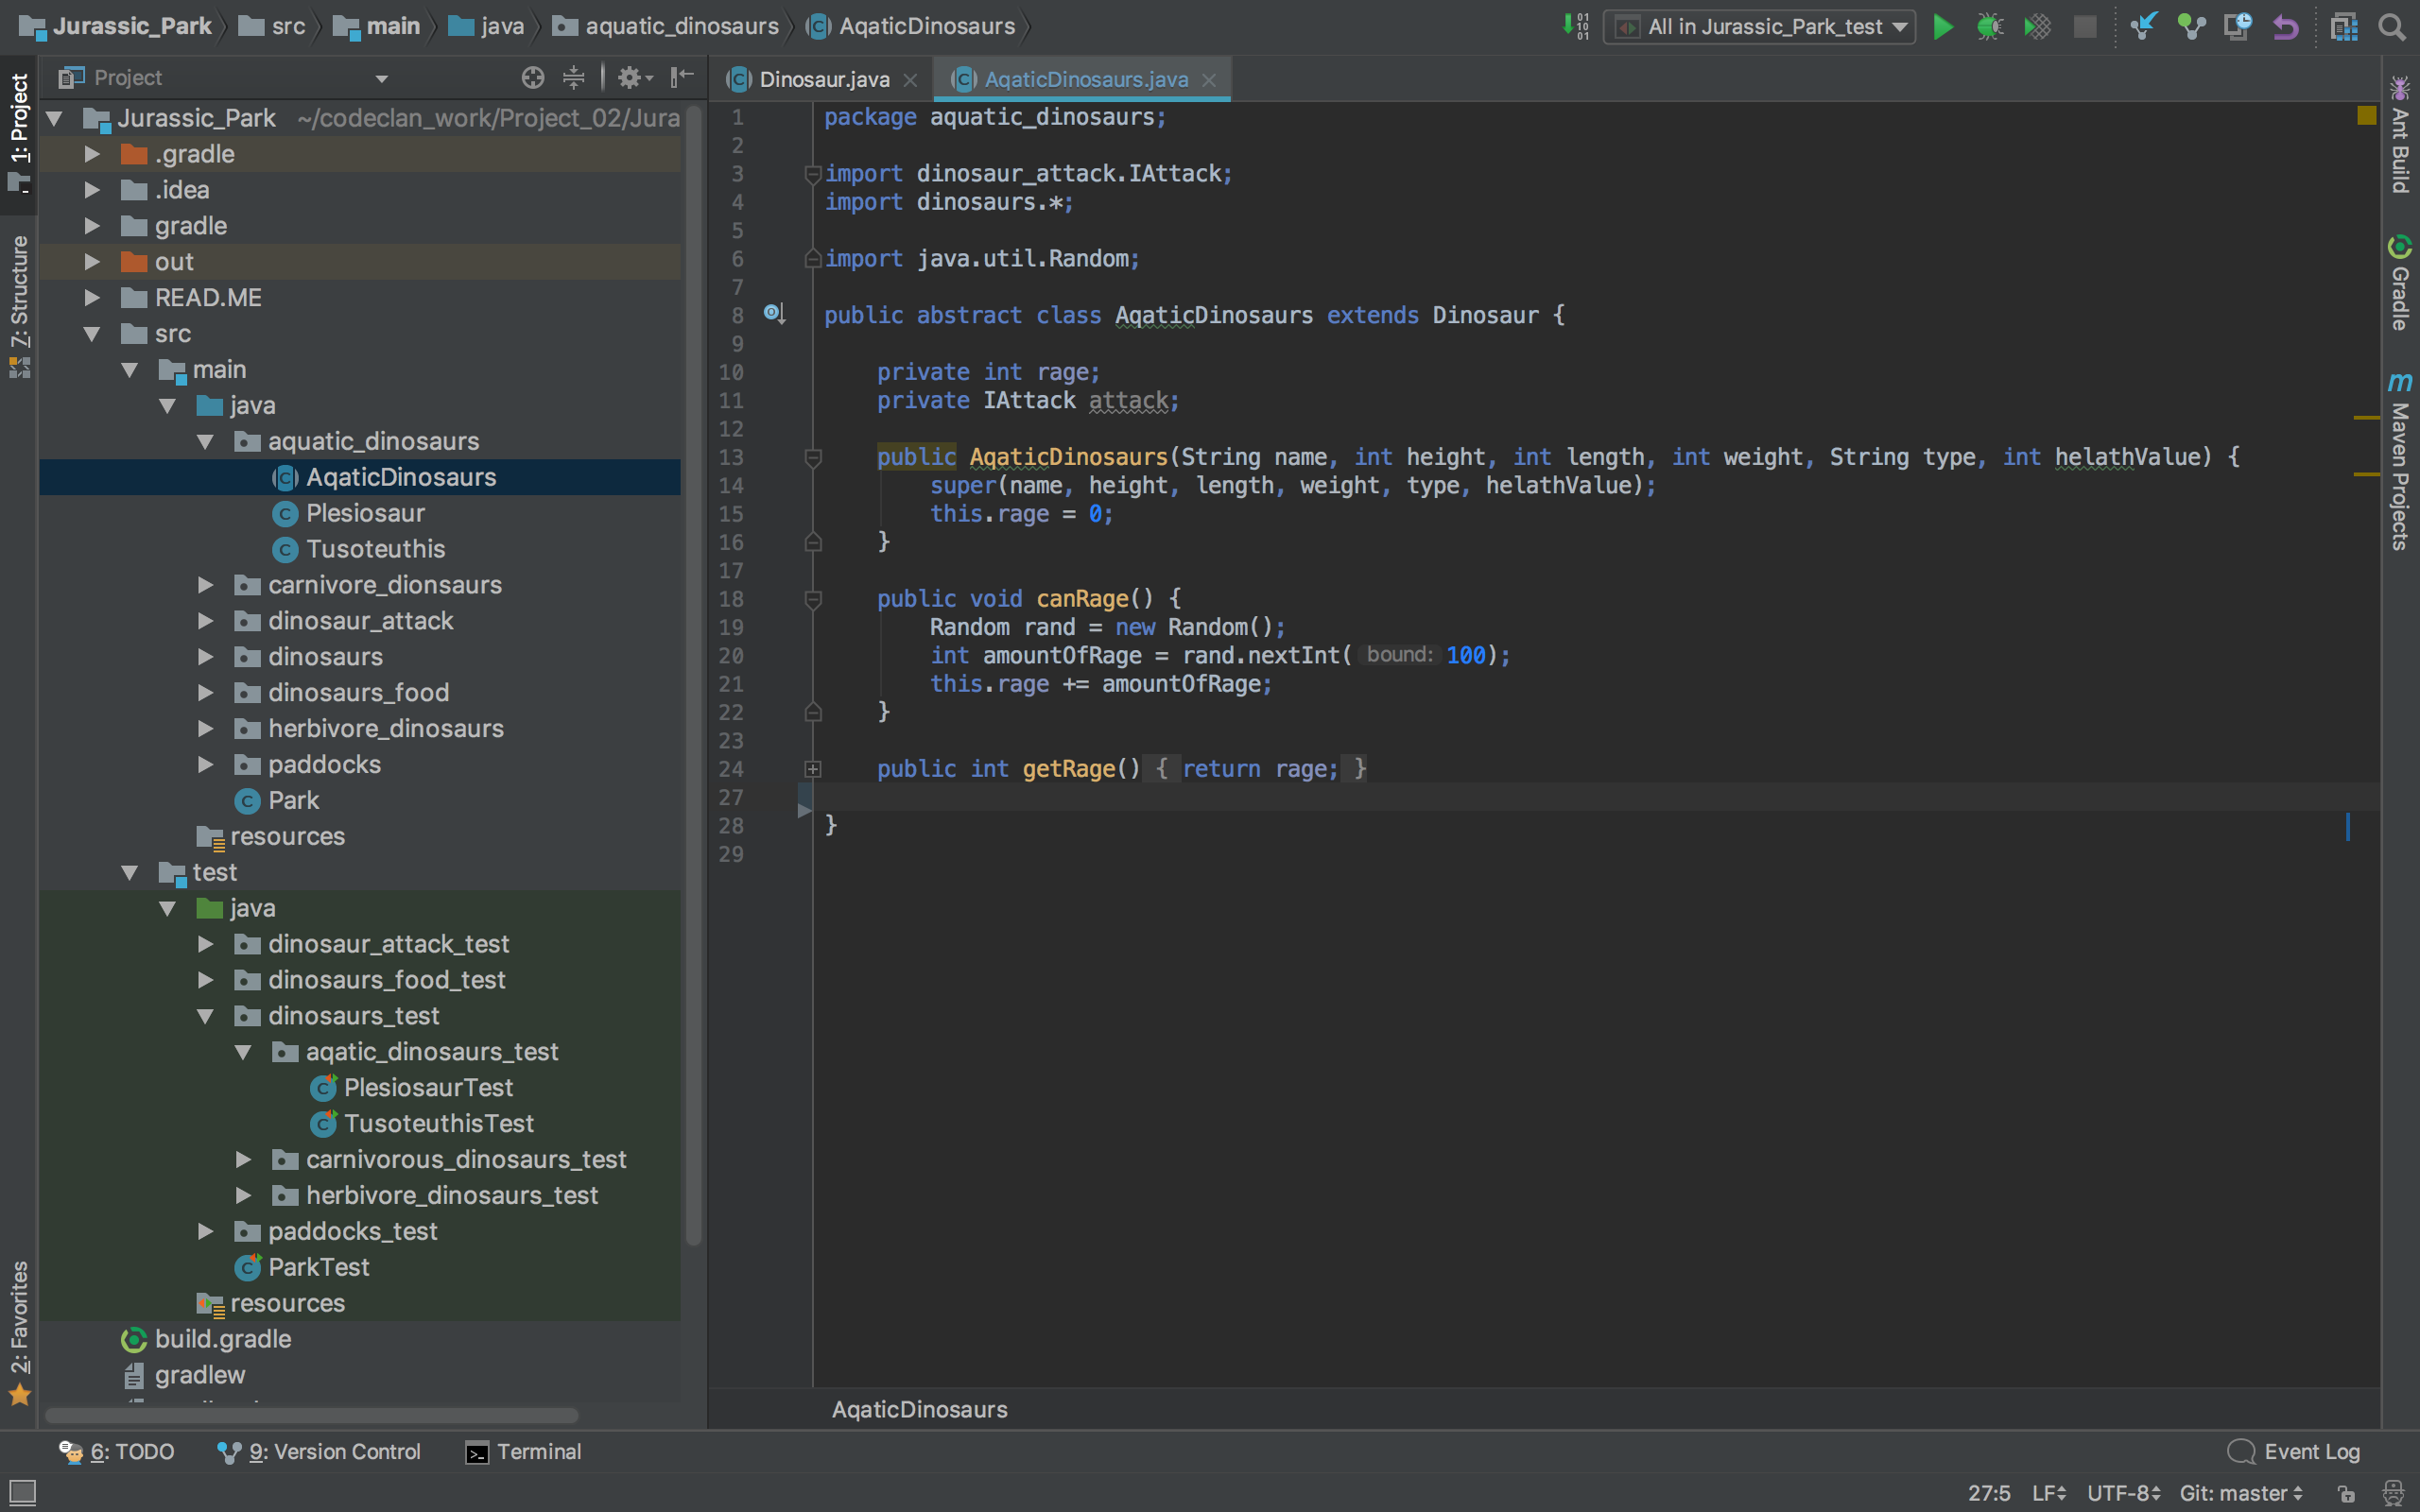 Jurassic_Park src main java aquatic_dinosaurs AqaticDinosaurs All in Jurassic_Park_test
1: Project
7: Structure
2: Favorites
Project
Jurassic_Park ~/codeclan_work/Project_02/Jura
.gradle
.idea
gradle
out
READ.ME
src
main
java
aquatic_dinosaurs
AqaticDinosaurs
Plesiosaur
Tusoteuthis
carnivore_dionsaurs
dinosaur_attack
dinosaurs
dinosaurs_food
herbivore_dinosaurs
paddocks
Park
resources
test
java
dinosaur_attack_test
dinosaurs_food_test
dinosaurs_test
aqatic_dinosaurs_test
PlesiosaurTest
TusoteuthisTest
carnivorous_dinosaurs_test
herbivore_dinosaurs_test
paddocks_test
ParkTest
resources
build.gradle
gradlew
Dinosaur.java AqaticDinosaurs.java
1 package aquatic_dinosaurs;
2
3 import dinosaur_attack.IAttack;
4 import dinosaurs.*;
5
6 import java.util.Random;
7
8 public abstract class AqaticDinosaurs extends Dinosaur {
9
10 private int rage;
11 private IAttack attack;
12
13 public AqaticDinosaurs(String name, int height, int length, int weight, String type, int helathValue) {
14 super(name, height, length, weight, type, helathValue);
15 this.rage = 0;
16 }
17
18 public void canRage() {
19 Random rand = new Random();
20 int amountOfRage = rand.nextInt( bound: 100);
21 this.rage += amountOfRage;
22 }
23
24 public int getRage() { return rage; }
27
28 }
29
AqaticDinosaurs
Ant Build
Gradle
Maven Projects
6: TODO 9: Version Control Terminal Event Log
27:5 LF UTF-8 Git: master